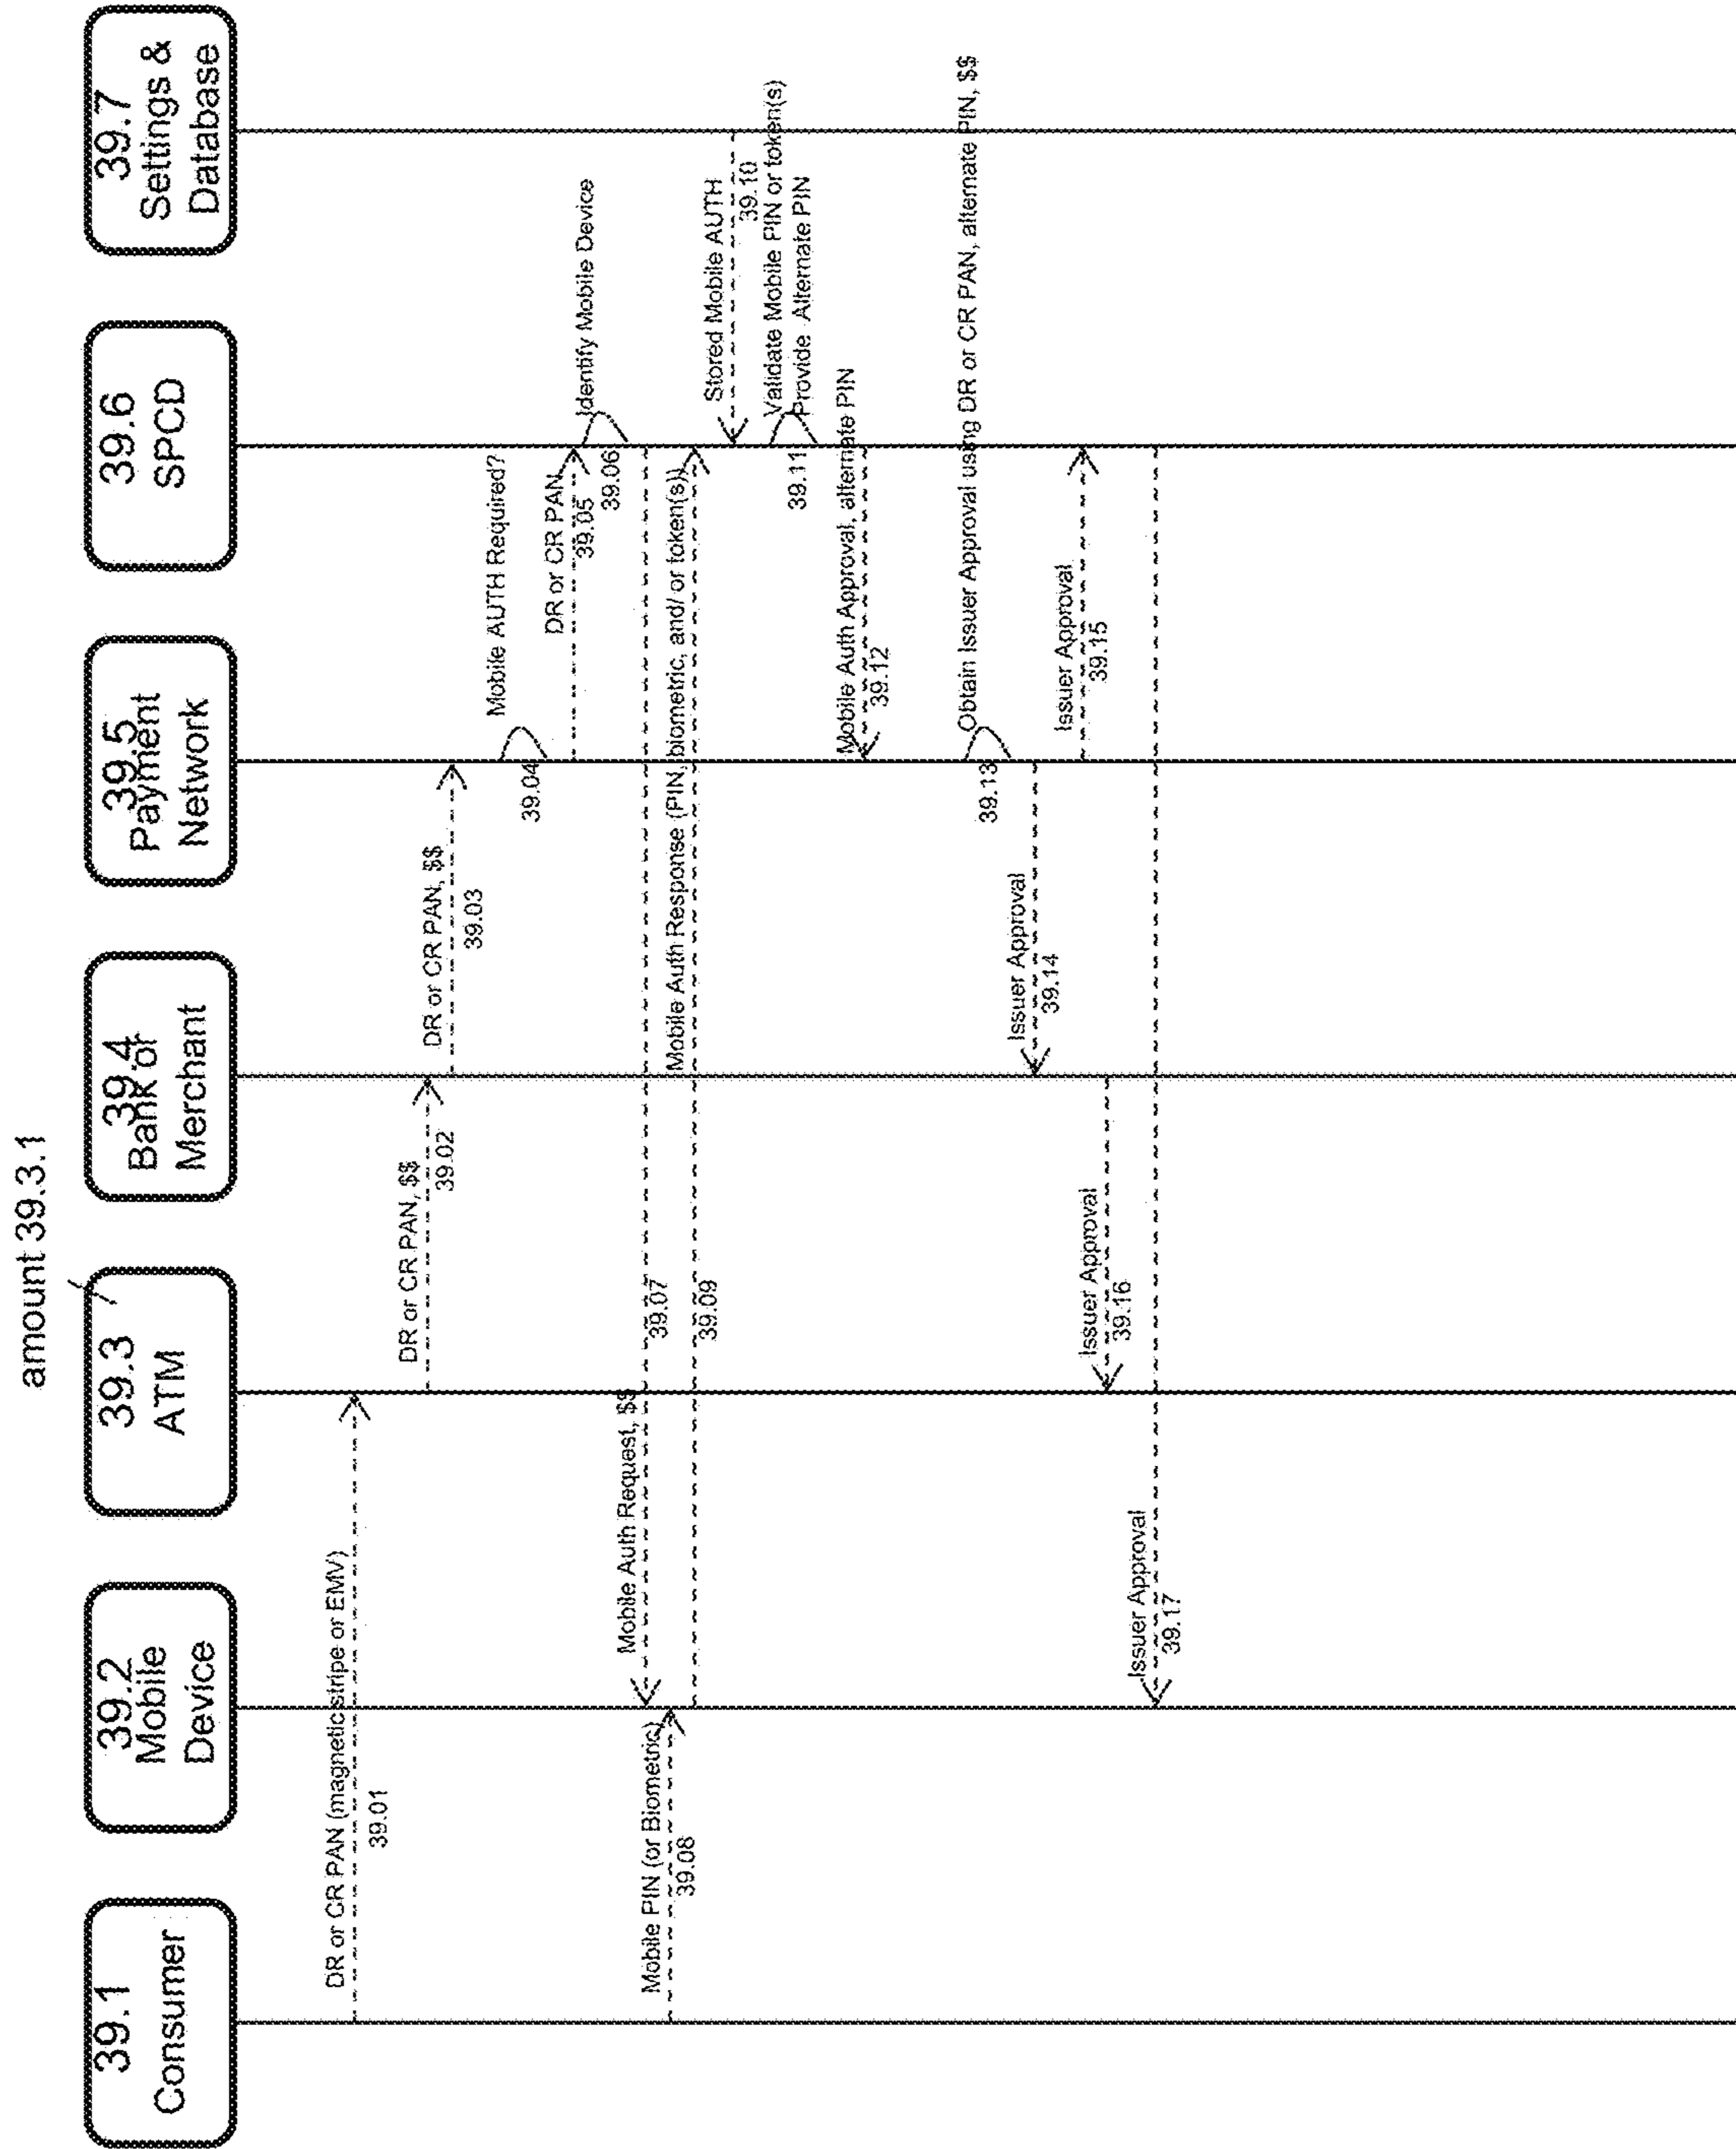 amount 39.3.1
39.1
Consumer
39.2
Mobile
Device
39.3
ATM
39.4
Bank or
Merchant
39.5
Payment
Network
39.6
SPCD
39.7
Settings &
Database
DR or CR PAN (magnetic stripe or EMV)
39.01
DR or CR PAN, $$
39.02
DR or CR PAN, $$
39.03
Mobile AUTH Required?
39.04
DR or CR PAN
39.05
Identify Mobile Device
39.06
Mobile Auth Request, $$
39.07
Mobile PIN (or Biometric)
39.08
Mobile Auth Response (PIN, biometric, and/ or token(s))
39.09
Stored Mobile AUTH
39.10
Validate Mobile PIN or token(s)
Provide Alternate PIN
39.11
Mobile Auth Approval, alternate PIN
39.12
Obtain Issuer Approval using DR or CR PAN, alternate PIN, $$
39.13
Issuer Approval
39.14
Issuer Approval
39.15
Issuer Approval
39.16
Issuer Approval
39.17